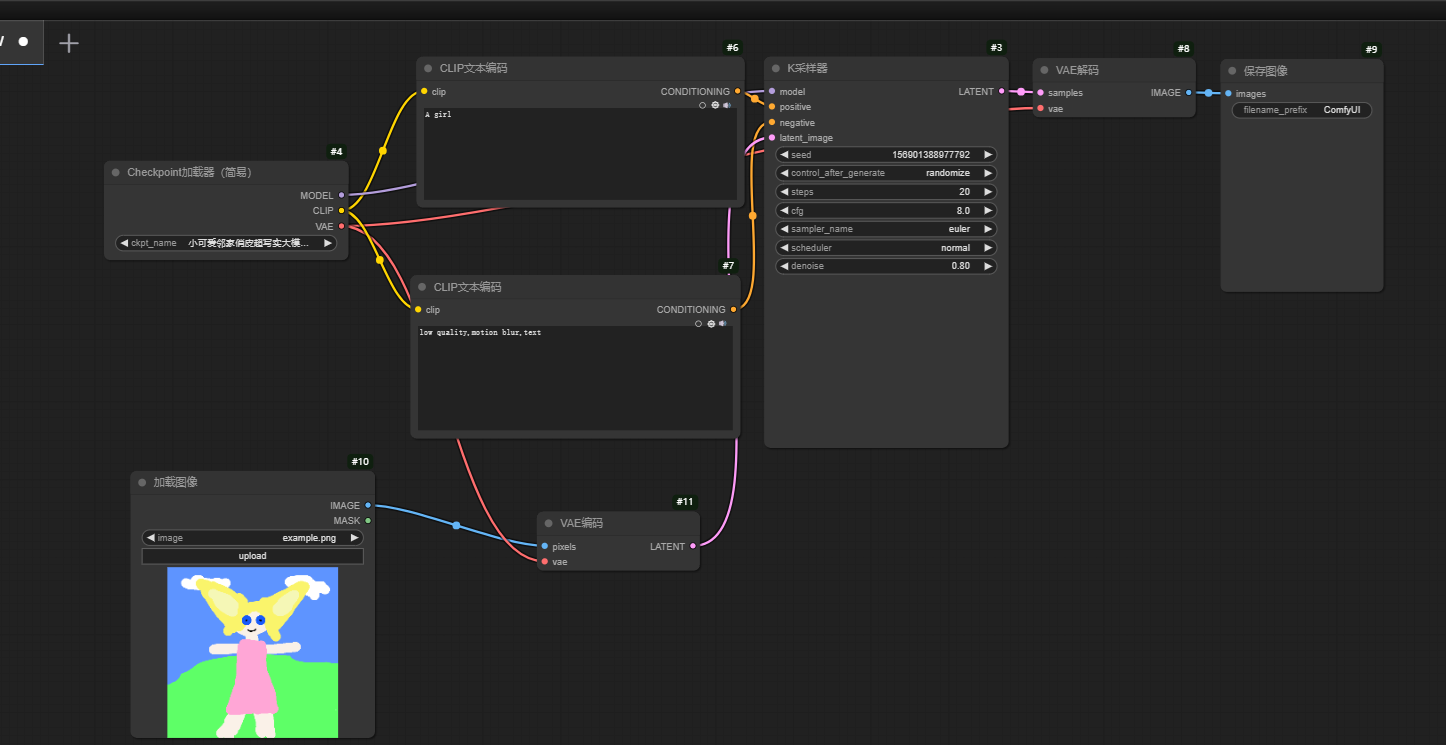 #6
CLIP文本编码
clip
CONDITIONING
A girl
#3
K采样器
model
LATENT
positive
negative
latent_image
seed 156901388977792
control_after_generate randomize
steps 20
cfg 8.0
sampler_name euler
scheduler normal
denoise 0.80
#8
VAE解码
samples
IMAGE
vae
#9
保存图像
images
filename_prefix ComfyUI
#4
Checkpoint加载器（简易）
MODEL
CLIP
VAE
ckpt_name 小可爱邻家俏皮超写实大模...
#7
CLIP文本编码
clip
CONDITIONING
low quality,motion blur,text
#10
加载图像
IMAGE
MASK
image example.png
upload
#11
VAE编码
pixels
LATENT
vae